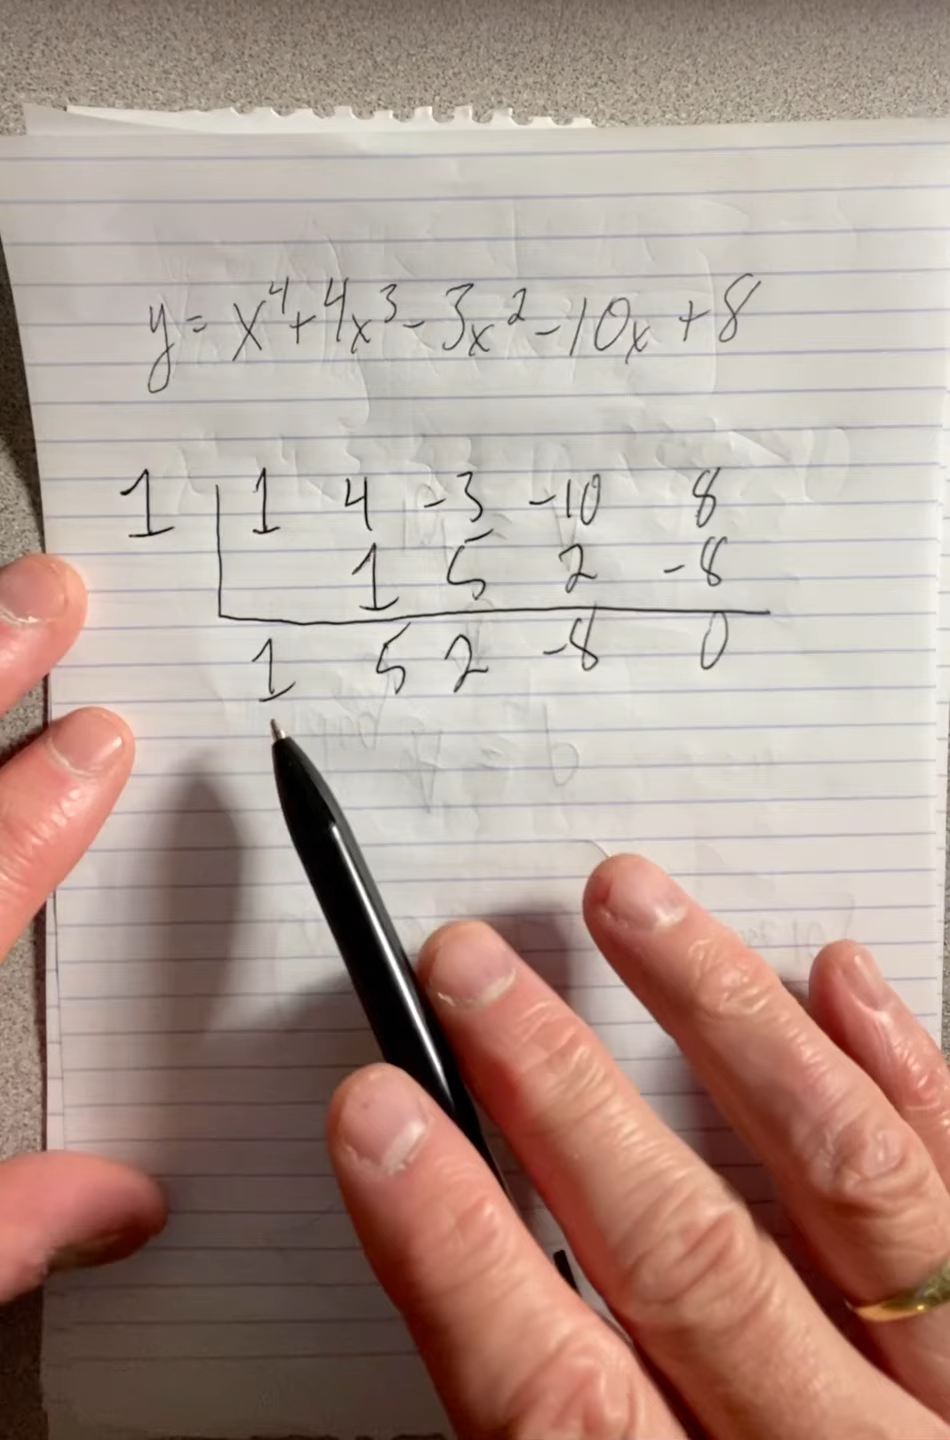 y = x⁴ + 4x³ - 3x² - 10x + 8
1 | 1 4 -3 -10 8
1 5 2 -8
1 5 2 -8 0